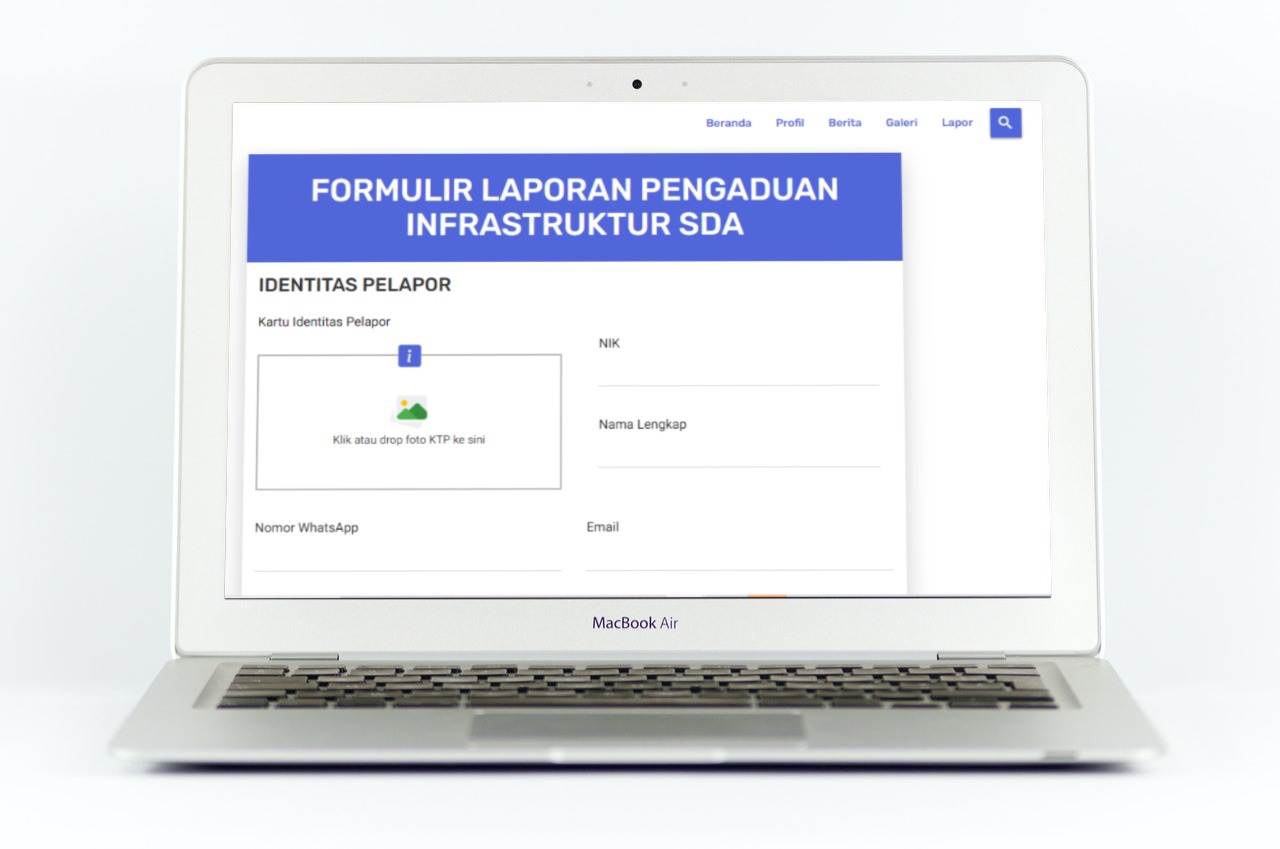 Beranda Profil Berita Galeri Lapor
FORMULIR LAPORAN PENGADUAN
INFRASTRUKTUR SDA
IDENTITAS PELAPOR
Kartu Identitas Pelapor
i
Klik atau drop foto KTP ke sini
NIK
Nama Lengkap
Nomor WhatsApp
Email
MacBook Air